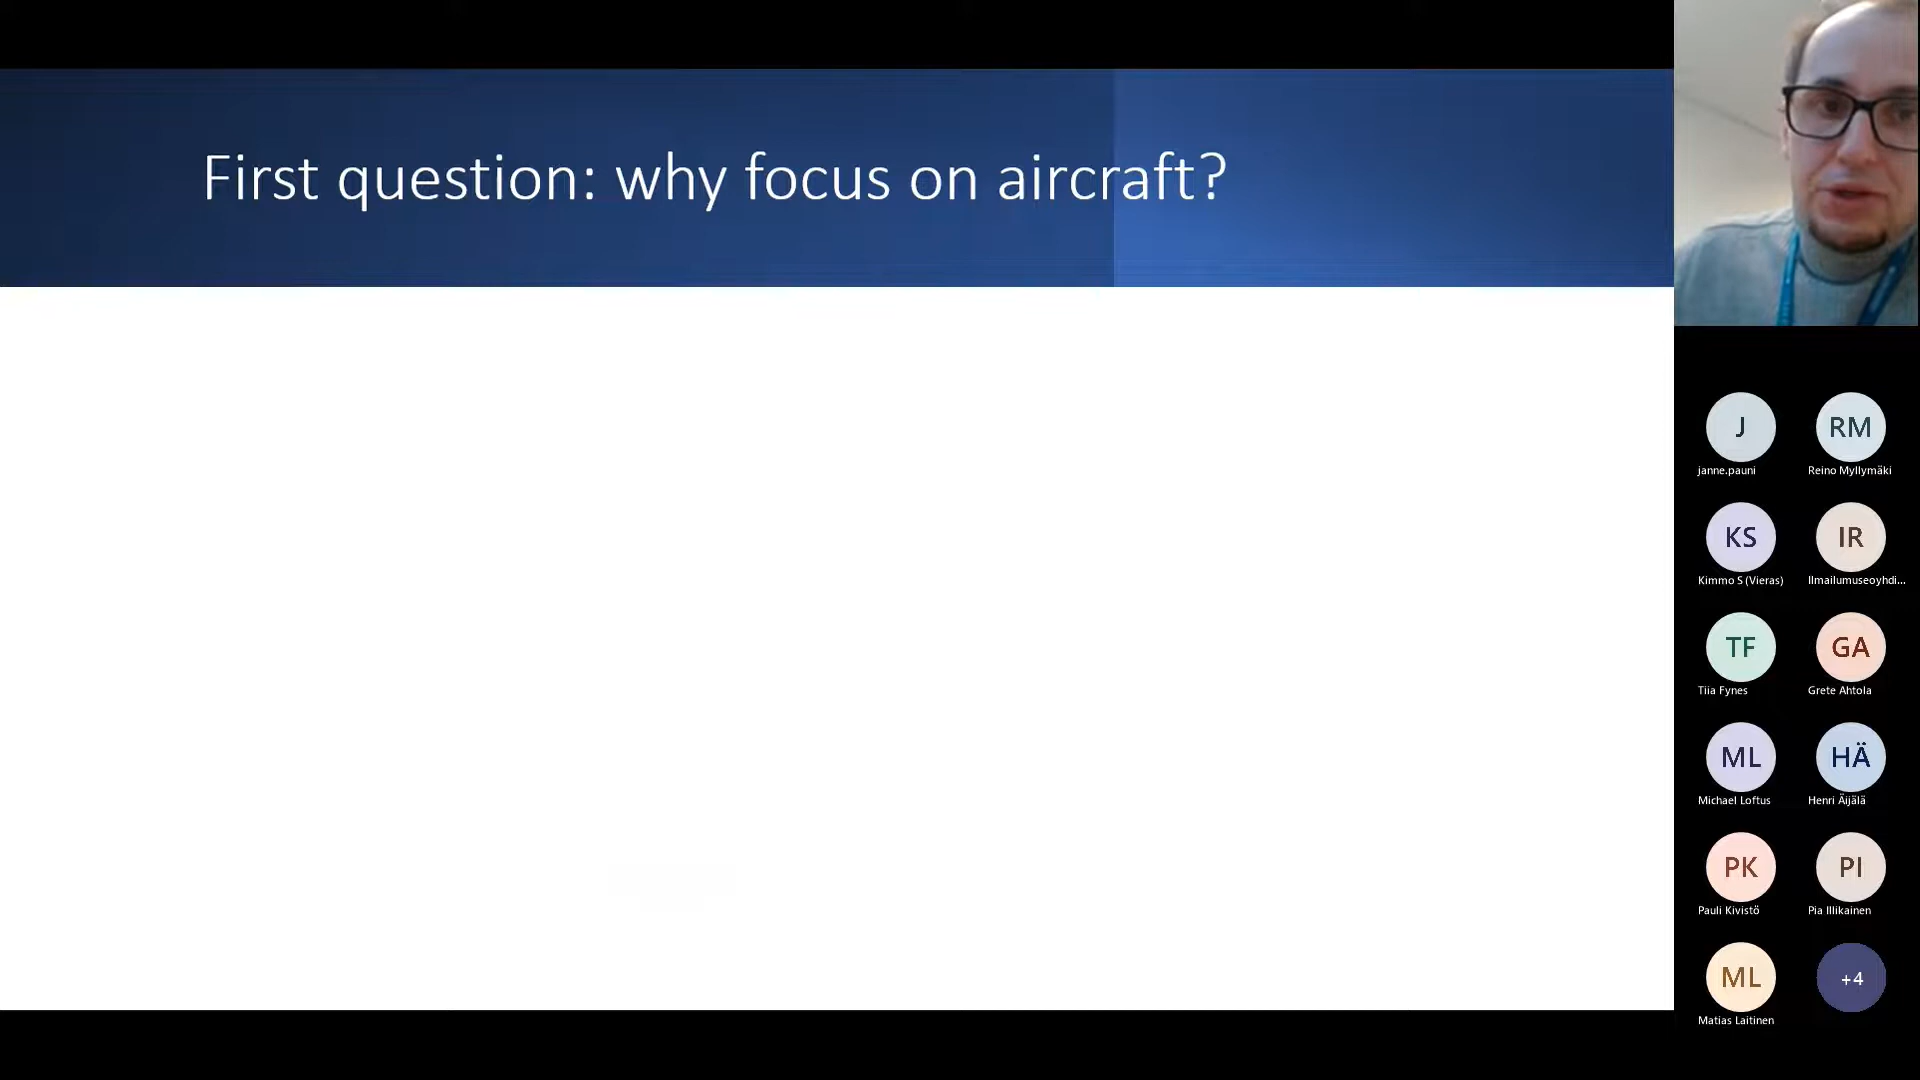 First question: why focus on aircraft?
J
RM
janne.pauni
Reino Myllymäki
KS
IR
Kimmo S (Vieras)
Ilmailumuseoyhdi...
TF
GA
Tiia Fynes
Grete Ahtola
ML
HÄ
Michael Loftus
Henri Äijälä
PK
PI
Pauli Kivistö
Pia Illikainen
ML
+4
Matias Laitinen